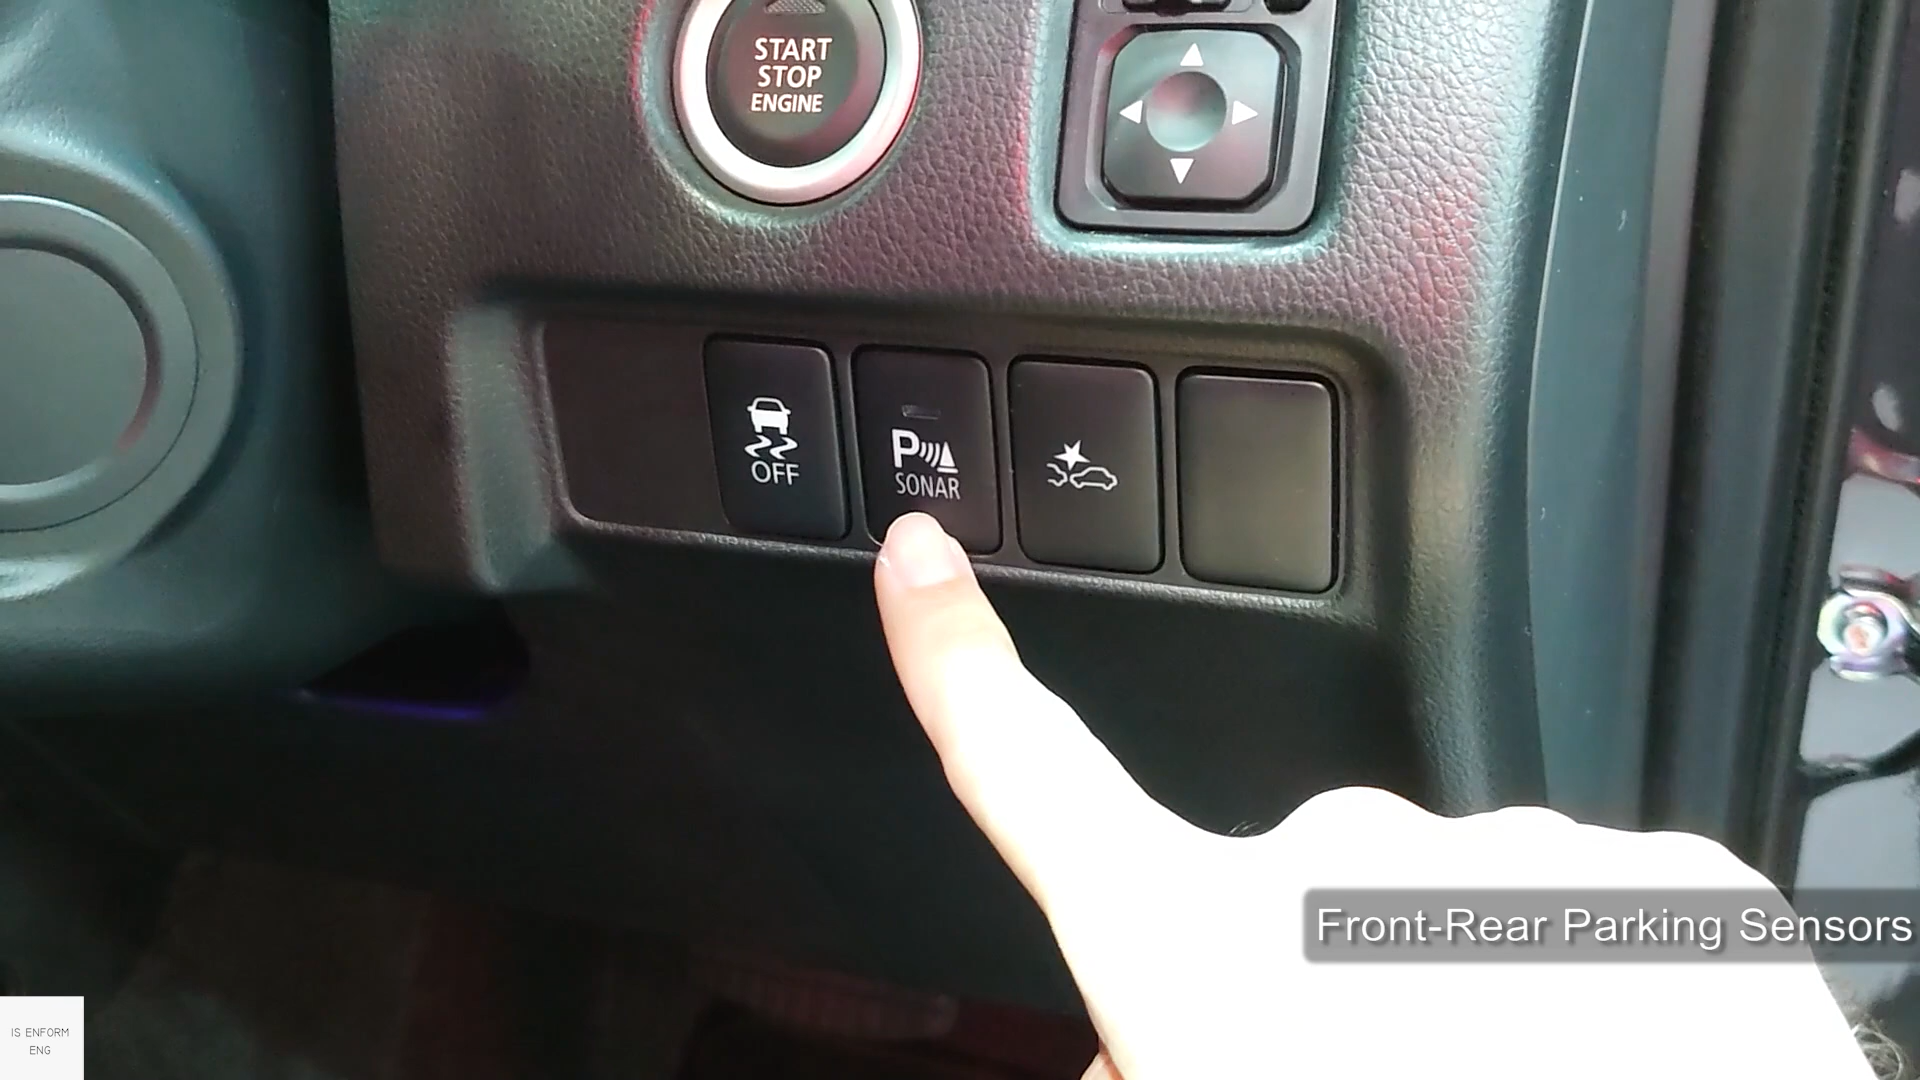 START
STOP
ENGINE
OFF
P
SONAR
Front-Rear Parking Sensors
IS ENFORM
ENG